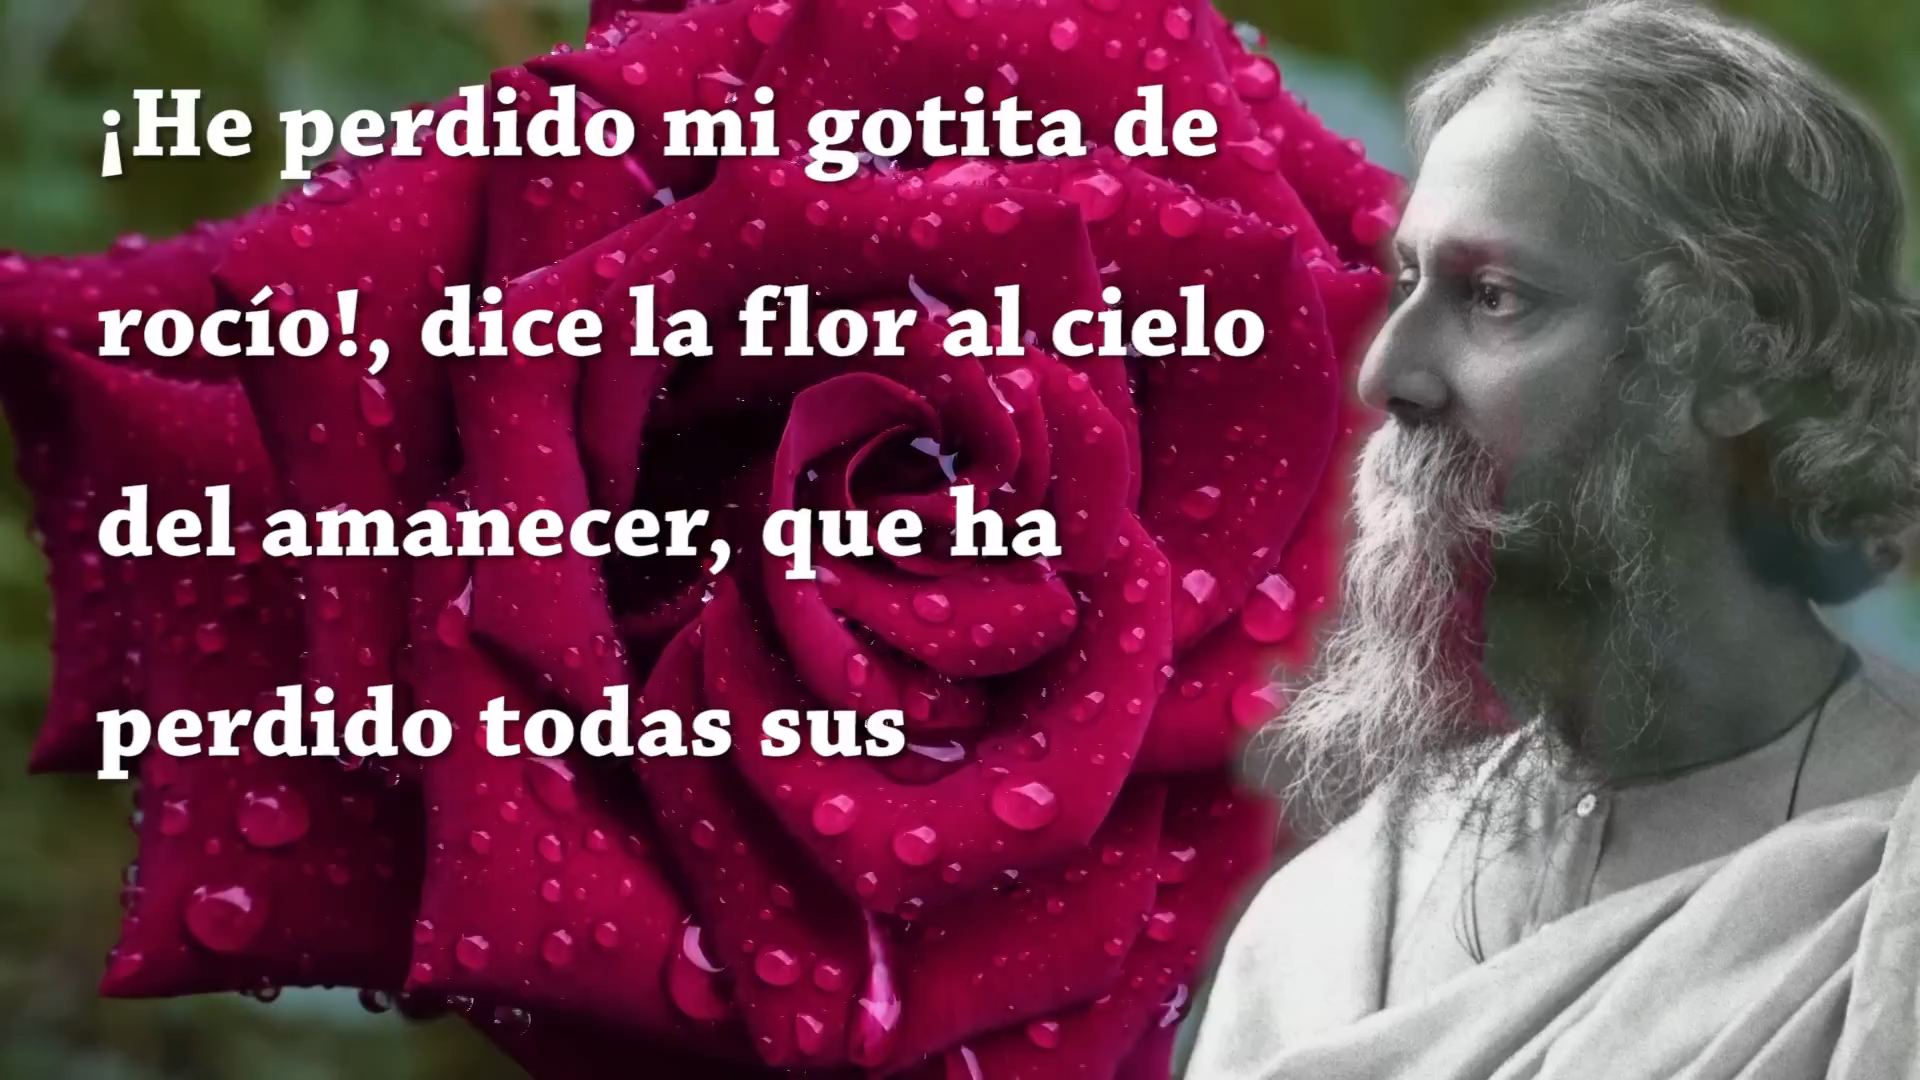 ¡He perdido mi gotita de
rocío!, dice la flor al cielo
del amanecer, que ha
perdido todas sus